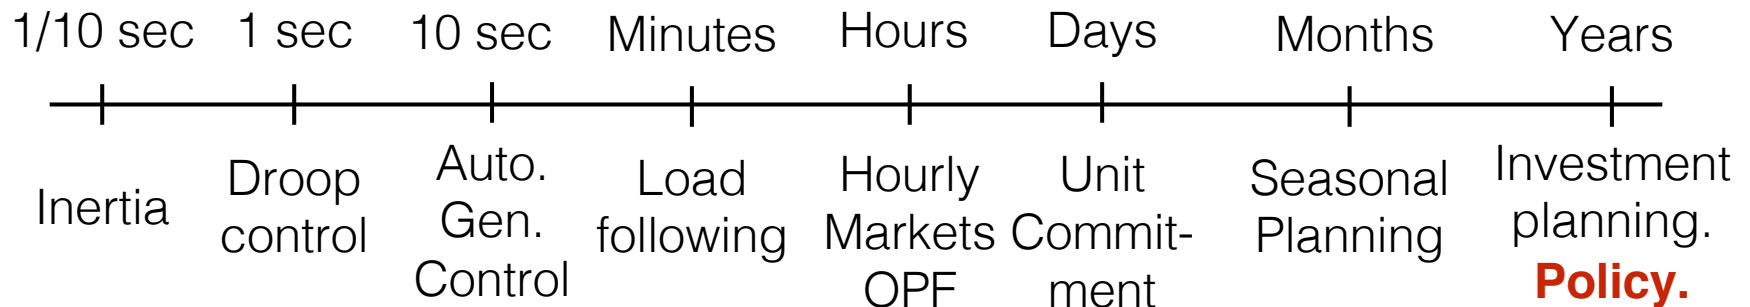 1/10 sec 1 sec 10 sec Minutes Hours Days Months Years
Inertia
Droop
control
Auto.
Gen.
Control
Load
following
Hourly
Markets
OPF
Unit
Commit-
ment
Seasonal
Planning
Investment
planning.
Policy.